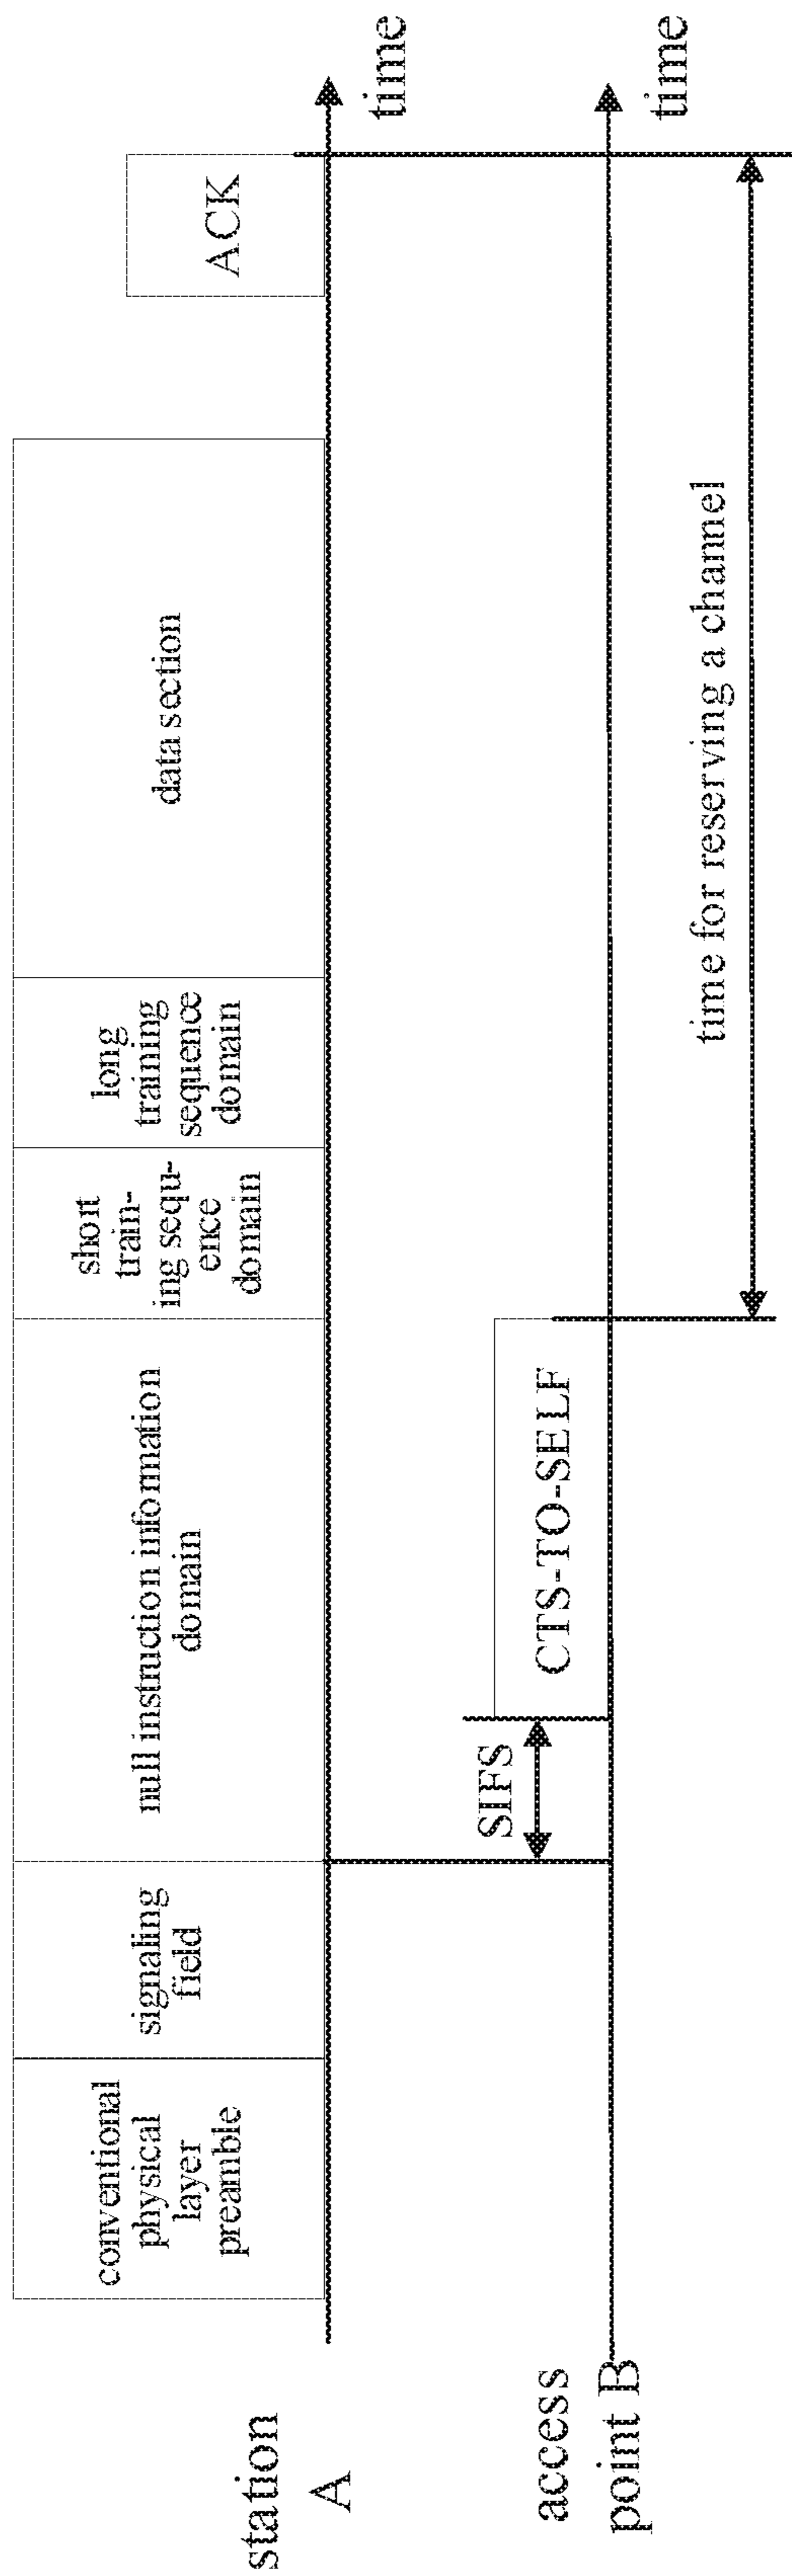 station
A
conventional
physical
layer
preamble
signaling
field
null instruction information
domain
short
train-
ing sequ-
ence
domain
long
training
sequence
domain
data section
ACK
time
access
point B
SIFS
CTS-TO-SELF
time
time for reserving a channel